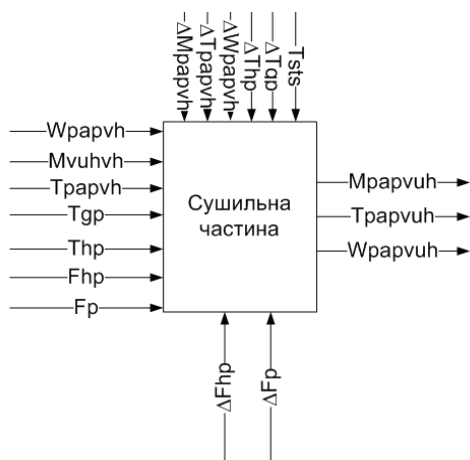 ΔMpapvh
ΔTpapvh
ΔWpapvh
ΔThp
ΔTgp
Tsts
Wpapvh
Mvuhvh
Tpapvh
Tgp
Thp
Fhp
Fp
Сушильна
частина
Mpapvuh
Tpapvuh
Wpapvuh
ΔFhp
ΔFp